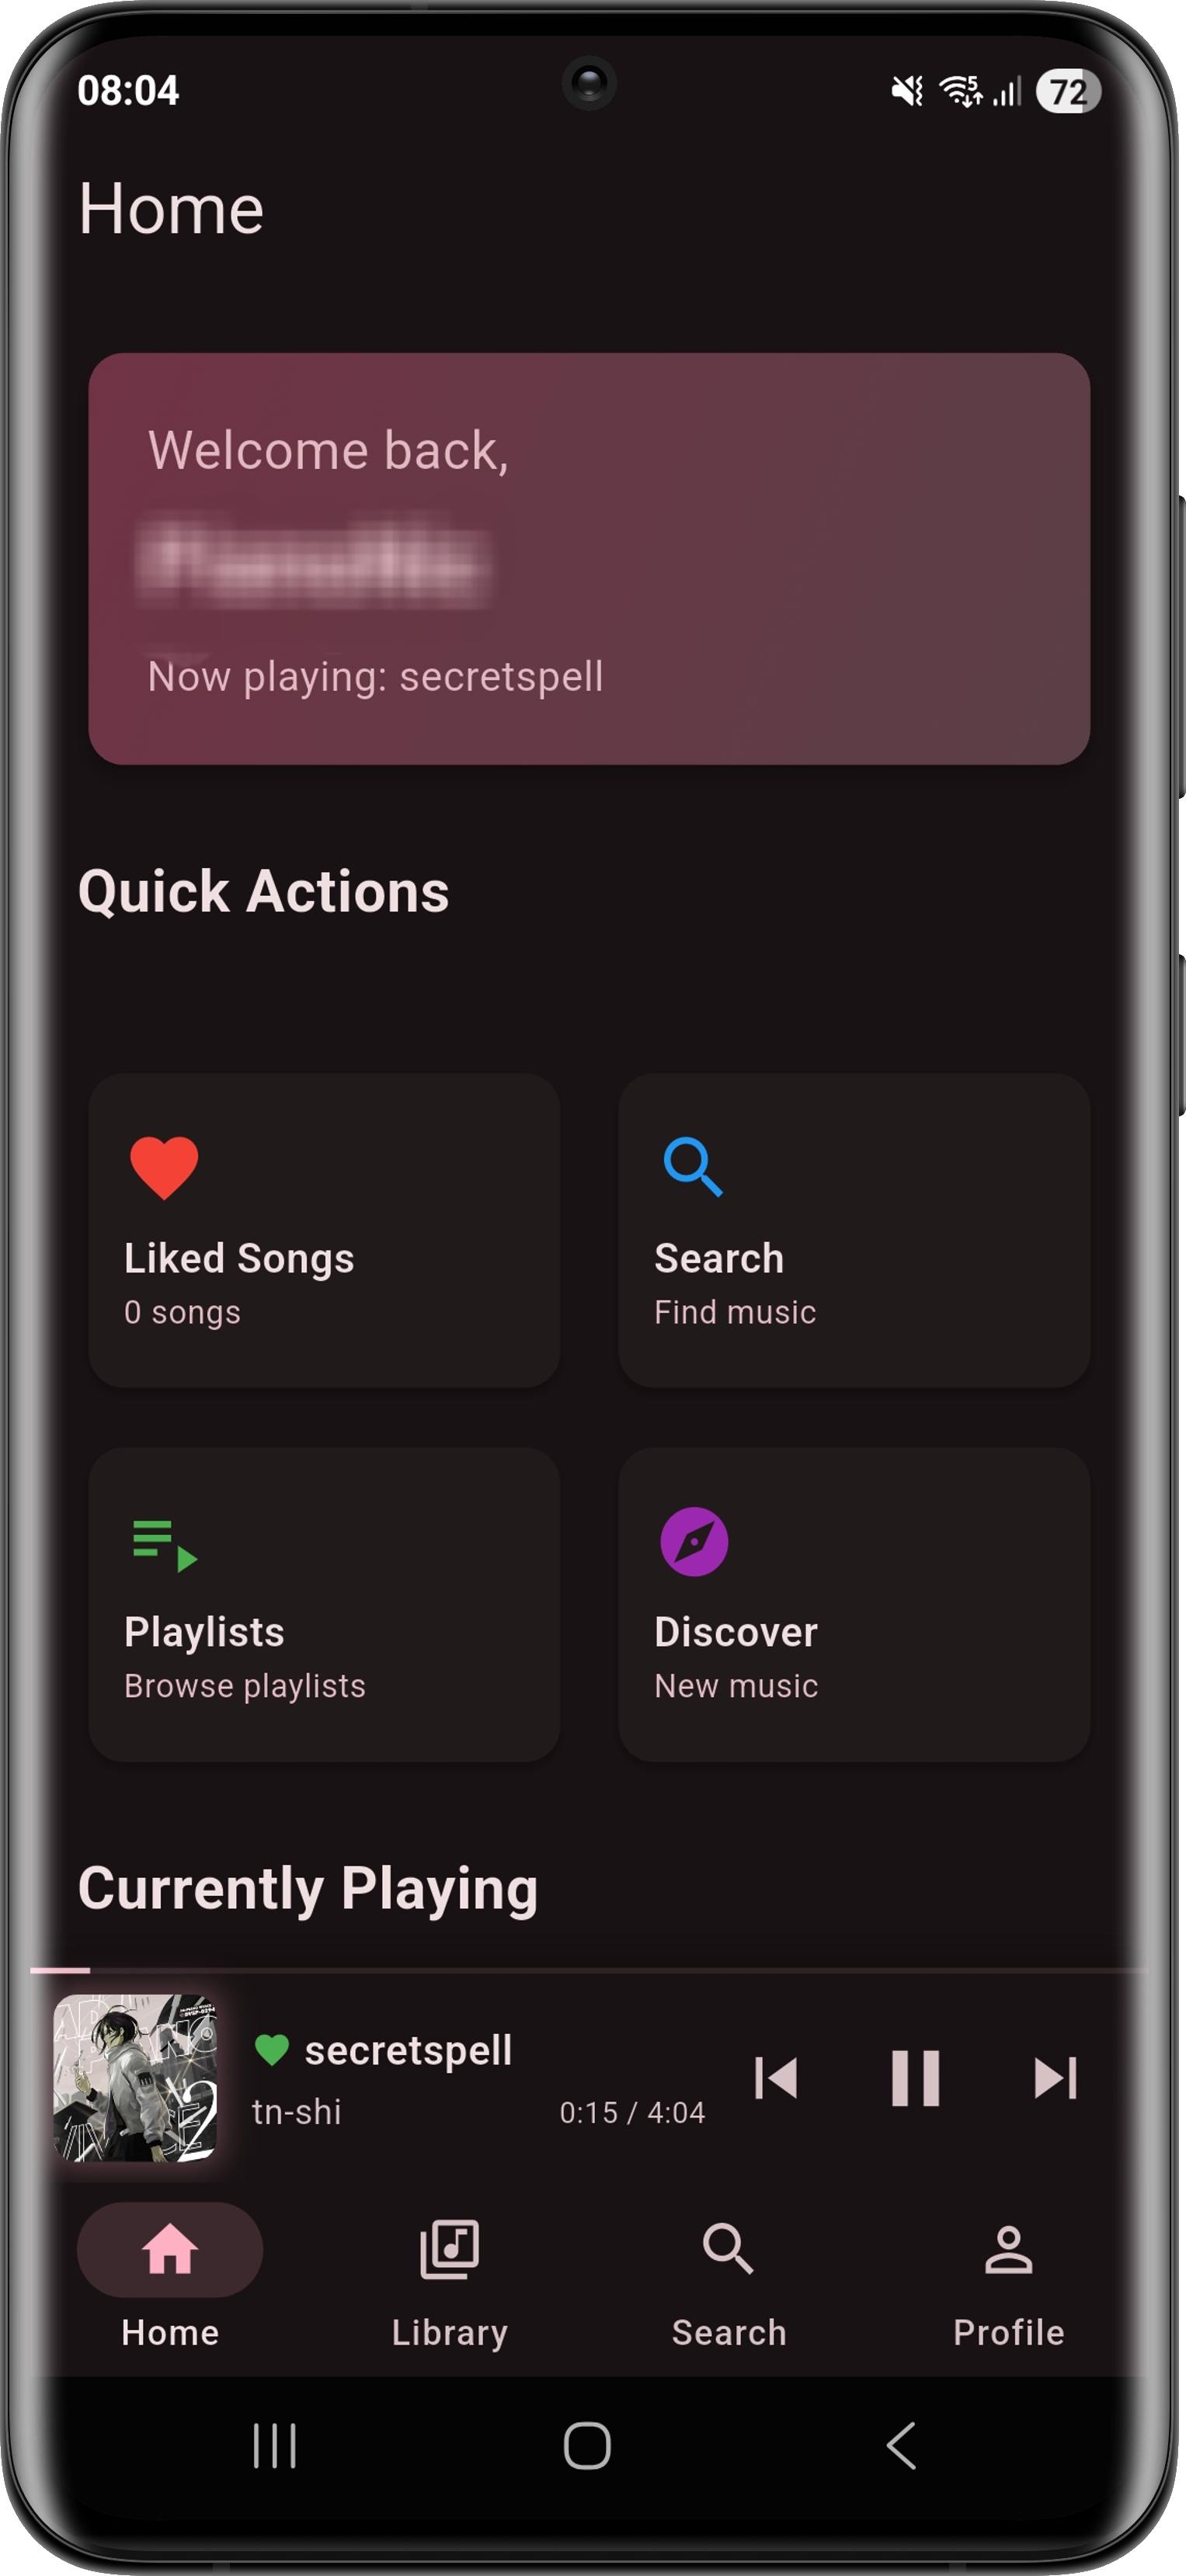 08:04
5
72
Home
Welcome back,
Now playing: secretspell
Quick Actions
Liked Songs
0 songs
Search
Find music
Playlists
Browse playlists
Discover
New music
Currently Playing
secretspell
tn-shi
0:15 / 4:04
Home
Library
Search
Profile